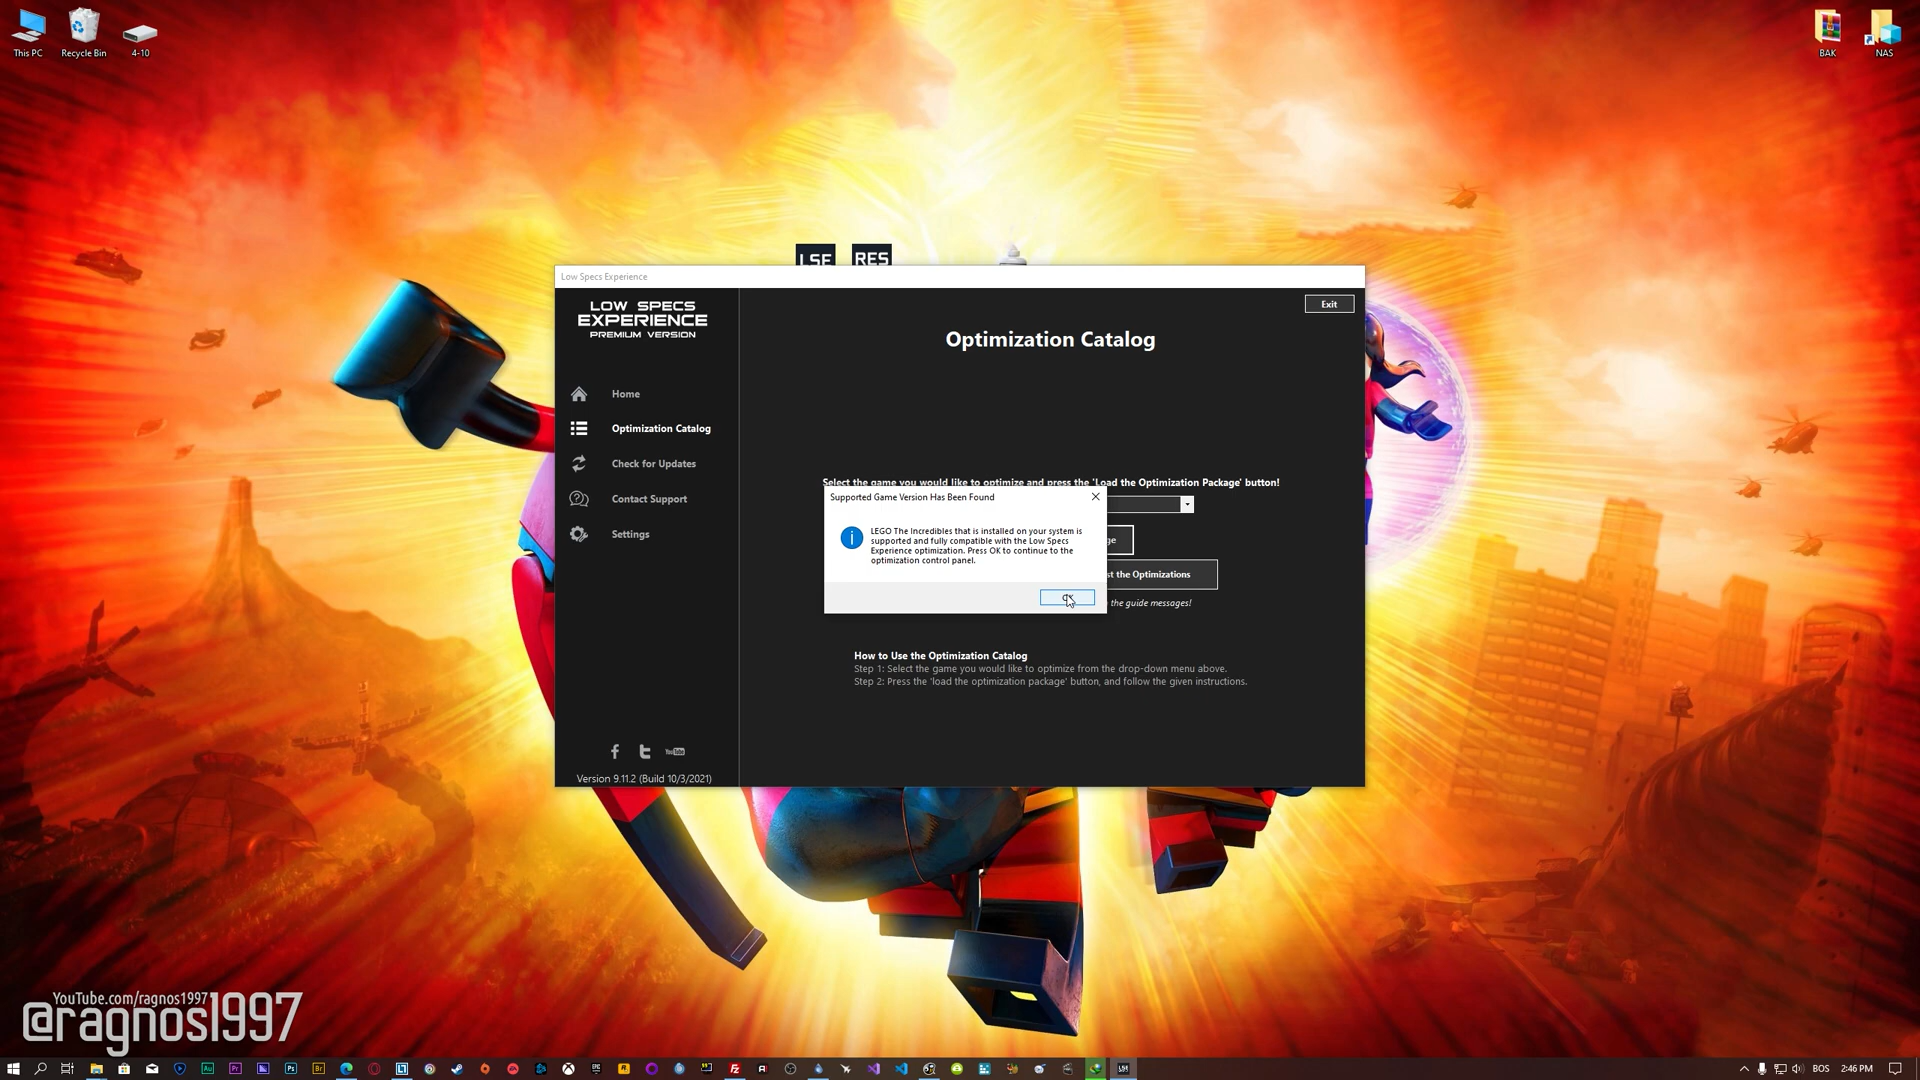 This PC
Recycle Bin
4-10
BAK
NAS
LSE
RES
Low Specs Experience
LOW SPECS
EXPERIENCE
PREMIUM VERSION
Exit
Optimization Catalog
Home
Optimization Catalog
Check for Updates
Contact Support
Settings
Select the game you would like to optimize and press the 'Load the Optimization Package' button!
Supported Game Version Has Been Found
LEGO The Incredibles that is installed on your system is
supported and fully compatible with the Low Specs
Experience optimization. Press OK to continue to the
optimization control panel.
ge
st the Optimizations
the guide messages!
How to Use the Optimization Catalog
Step 1: Select the game you would like to optimize from the drop-down menu above.
Step 2: Press the 'load the optimization package' button, and follow the given instructions.
YouTube
Version 9.11.2 (Build 10/3/2021)
YouTube.com/ragnos1997
@ragnos1997
Au
Pr
Ps
Br
Fz
BOS
2:46 PM